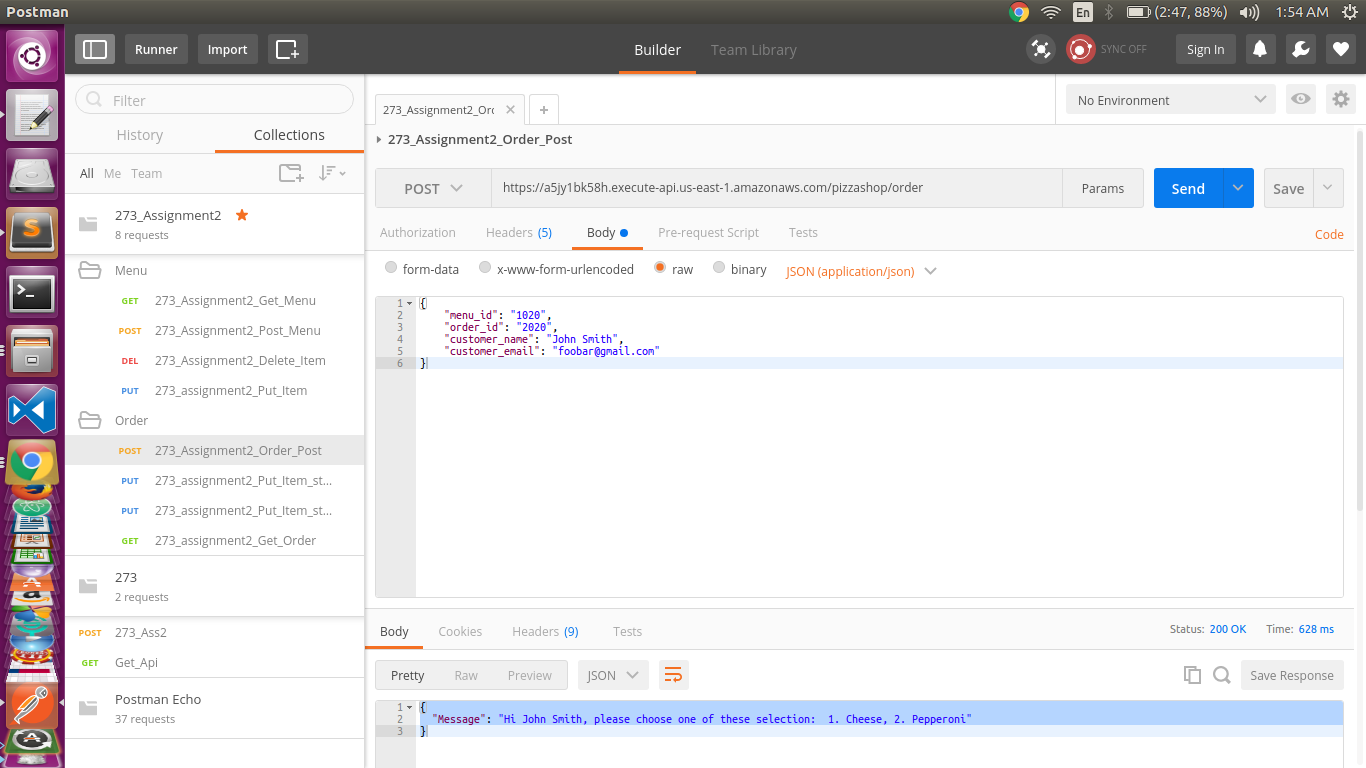 Postman
En
(2:47, 88%)
1:54 AM
Runner
Import
Builder
Team Library
SYNC OFF
Sign In
Filter
History
Collections
All Me Team
273_Assignment2
8 requests
Menu
GET 273_Assignment2_Get_Menu
POST 273_Assignment2_Post_Menu
DEL 273_Assignment2_Delete_Item
PUT 273_assignment2_Put_Item
Order
POST 273_Assignment2_Order_Post
PUT 273_assignment2_Put_Item_st...
PUT 273_assignment2_Put_Item_st...
GET 273_assignment2_Get_Order
273
2 requests
POST 273_Ass2
GET Get_Api
Postman Echo
37 requests
273_Assignment2_Or
No Environment
273_Assignment2_Order_Post
POST
https://a5jy1bk58h.execute-api.us-east-1.amazonaws.com/pizzashop/order
Params
Send
Save
Authorization Headers (5) Body Pre-request Script Tests
Code
form-data x-www-form-urlencoded raw binary JSON (application/json)
1 {
2 "menu_id": "1020",
3 "order_id": "2020",
4 "customer_name": "John Smith",
5 "customer_email": "foobar@gmail.com"
6 }
Body Cookies Headers (9) Tests
Status: 200 OK Time: 628 ms
Pretty Raw Preview JSON
Save Response
1 {
2 "Message": "Hi John Smith, please choose one of these selection:  1. Cheese, 2. Pepperoni"
3 }